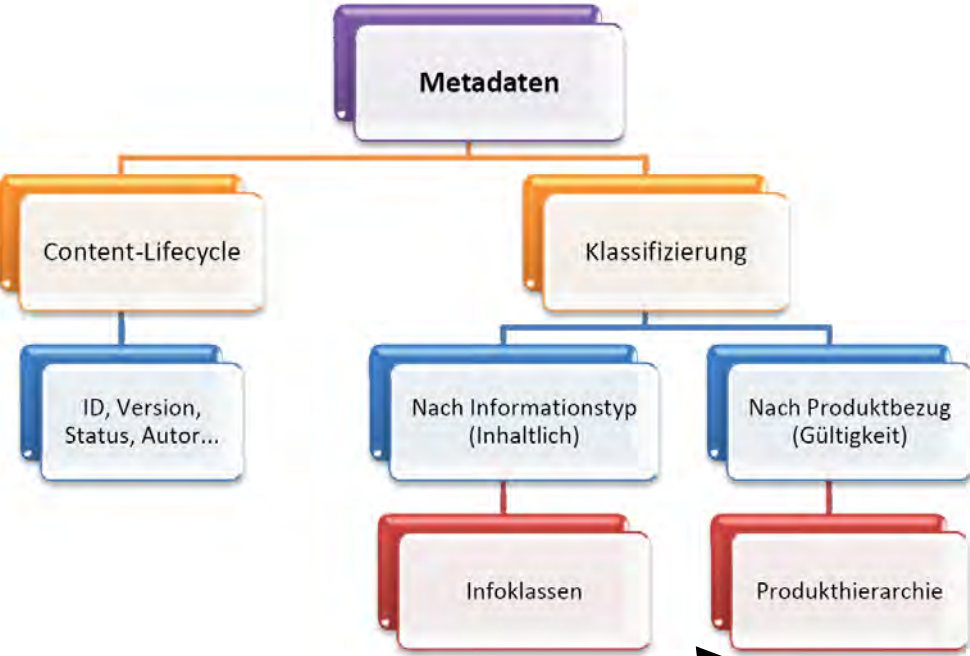 Metadaten
Content-Lifecycle
Klassifizierung
ID, Version,
Status, Autor...
Nach Informationstyp
(Inhaltlich)
Nach Produktbezug
(Gültigkeit)
Infoklassen
Produkthierarchie